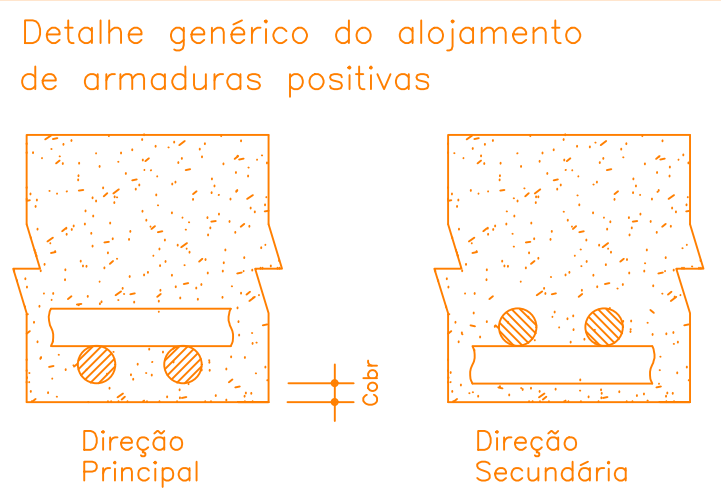 Detalhe genérico do alojamento
de armaduras positivas
Cobr
Direção
Principal
Direção
Secundária